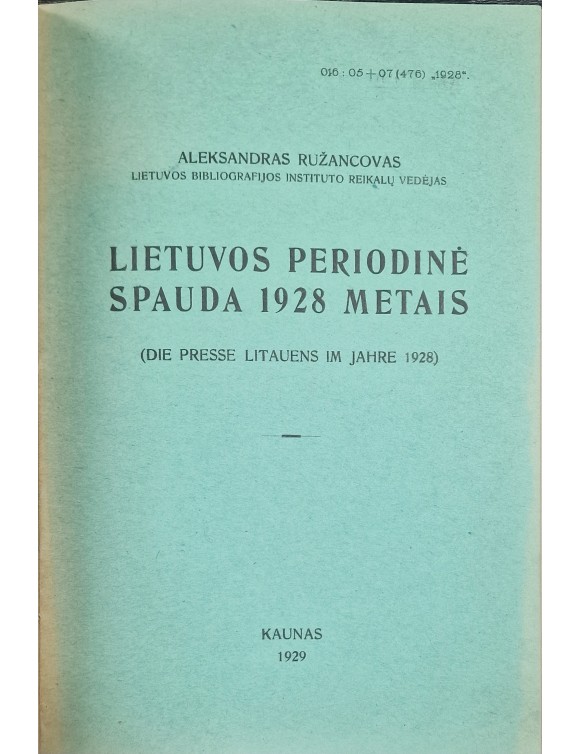 016 : 05 + 07 (476) „1928“.
ALEKSANDRAS RUŽANCOVAS
LIETUVOS BIBLIOGRAFIJOS INSTITUTO REIKALŲ VEDĖJAS
LIETUVOS PERIODINĖ
SPAUDA 1928 METAIS
(DIE PRESSE LITAUENS IM JAHRE 1928)
KAUNAS
1929